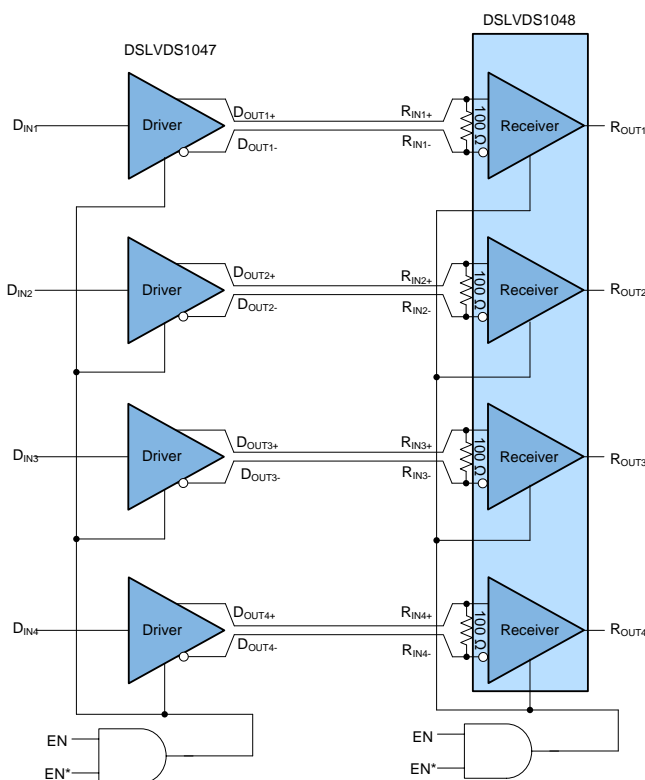 DSLVDS1047
DSLVDS1048
DIN1
Driver
DOUT1+
DOUT1-
RIN1+
RIN1-
100 Ω
Receiver
ROUT1
DIN2
Driver
DOUT2+
DOUT2-
RIN2+
RIN2-
100 Ω
Receiver
ROUT2
DIN3
Driver
DOUT3+
DOUT3-
RIN3+
RIN3-
100 Ω
Receiver
ROUT3
DIN4
Driver
DOUT4+
DOUT4-
RIN4+
RIN4-
100 Ω
Receiver
ROUT4
EN
EN*
EN
EN*